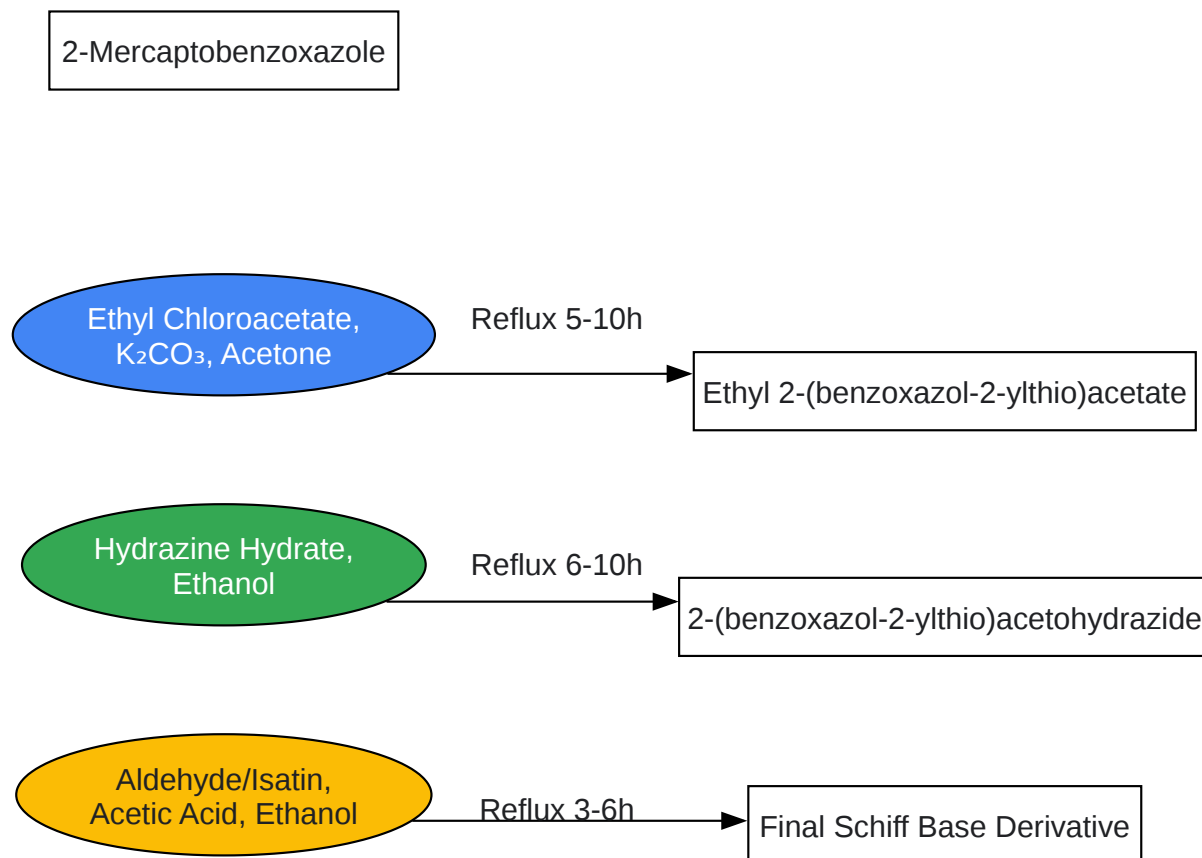 2-Mercaptobenzoxazole
Ethyl Chloroacetate,
K₂CO₃, Acetone
Reflux 5-10h
Ethyl 2-(benzoxazol-2-ylthio)acetate
Hydrazine Hydrate,
Ethanol
Reflux 6-10h
2-(benzoxazol-2-ylthio)acetohydrazide
Aldehyde/Isatin,
Acetic Acid, Ethanol
Reflux 3-6h
Final Schiff Base Derivative